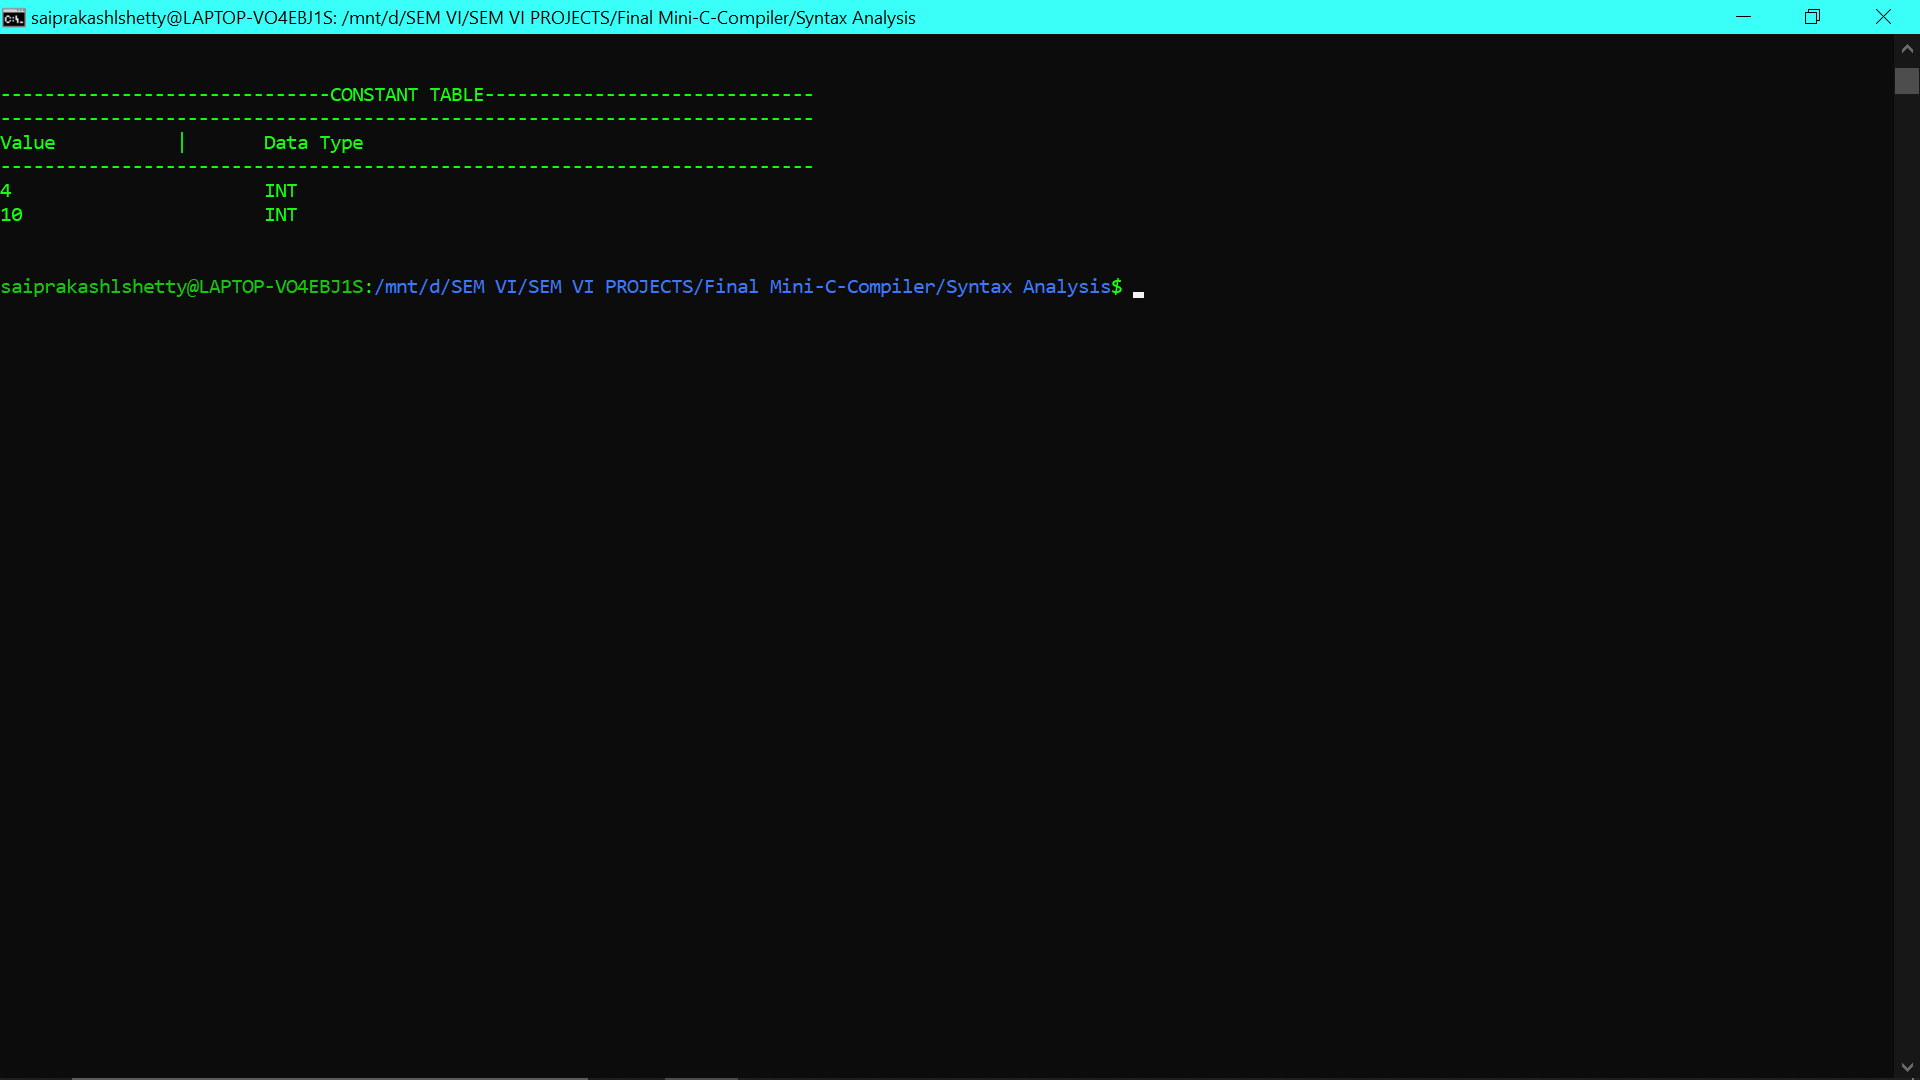 saiprakashlshetty@LAPTOP-VO4EBJ1S: /mnt/d/SEM VI/SEM VI PROJECTS/Final Mini-C-Compiler/Syntax Analysis
------------------------------CONSTANT TABLE------------------------------
--------------------------------------------------------------------------
Value | Data Type
--------------------------------------------------------------------------
4 INT
10 INT
saiprakashlshetty@LAPTOP-VO4EBJ1S:/mnt/d/SEM VI/SEM VI PROJECTS/Final Mini-C-Compiler/Syntax Analysis$